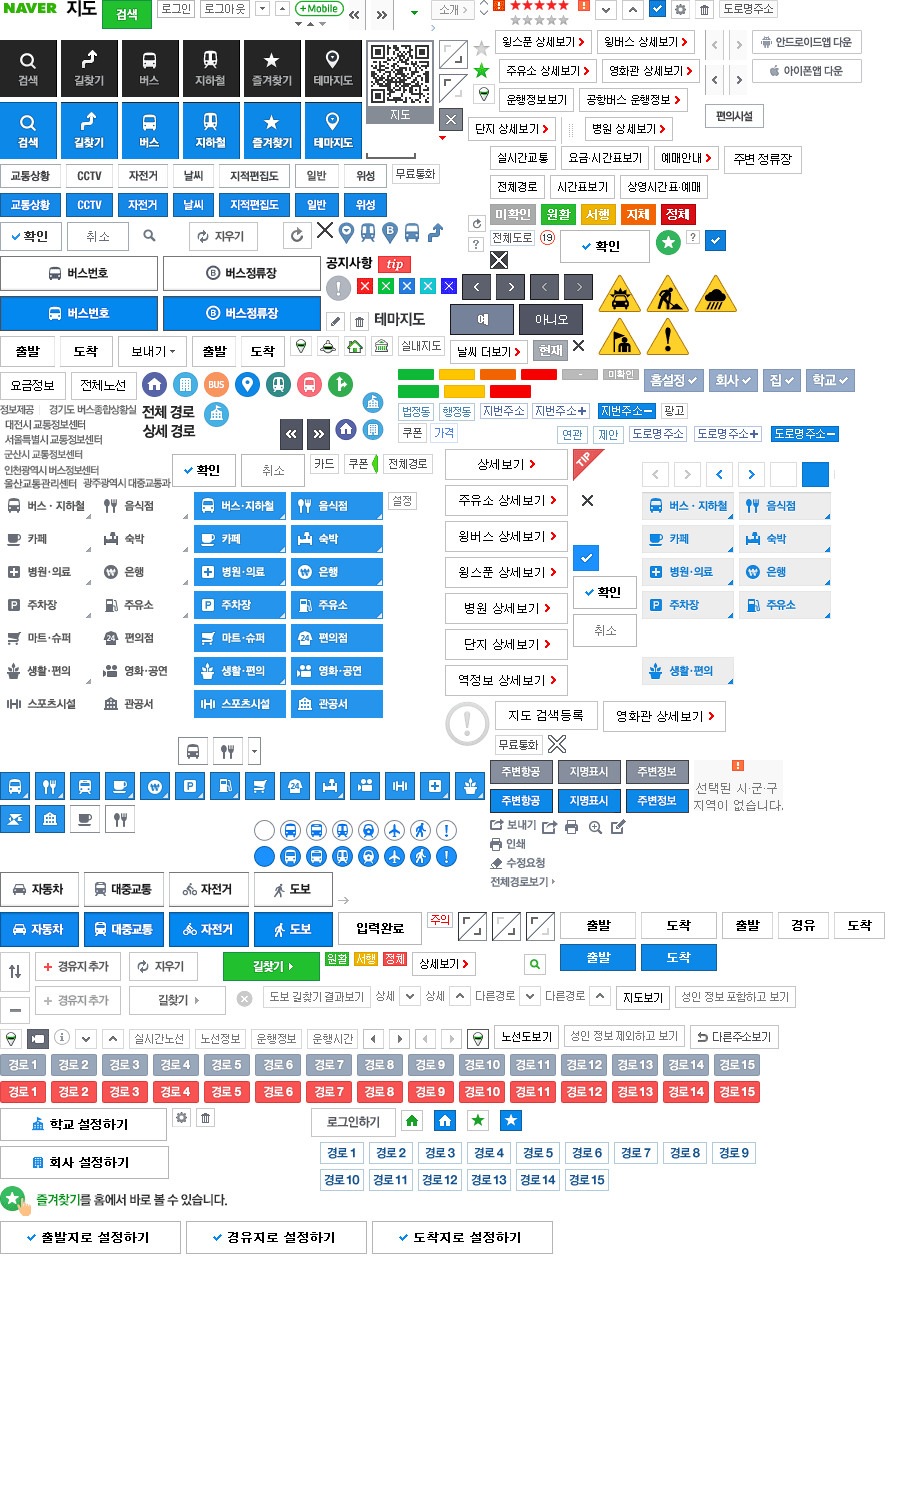 NAVER 지도 검색 로그인 로그아웃 +Mobile 소개 도로명주소
윙스푼 상세보기 윙버스 상세보기 안드로이드앱 다운
검색 길찾기 버스 지하철 즐겨찾기 테마지도
주유소 상세보기 영화관 상세보기 아이폰앱 다운
운행정보보기 공항버스 운행정보
지도 편의시설
단지 상세보기 병원 상세보기
검색 길찾기 버스 지하철 즐겨찾기 테마지도
실시간교통 요금·시간표보기 예매안내 주변 정류장
교통상황 CCTV 자전거 날씨 지적편집도 일반 위성 무료통화
전체경로 시간표보기 상영시간표·예매
교통상황 CCTV 자전거 날씨 지적편집도 일반 위성
미확인 원활 서행 지체 정체
확인 취소 지우기 전체도로 19 확인
공지사항 tip
버스번호 버스정류장
버스번호 버스정류장 테마지도 예 아니오
출발 도착 보내기 출발 도착 실내지도 날씨 더보기 현재
요금정보 전체노선 BUS - 미확인 홈설정 회사 집 학교
정보제공 경기도 버스종합상황실 전체 경로 법정동 행정동 지번주소 지번주소+ 지번주소- 광고
대전시 교통정보센터 상세 경로
서울특별시 교통정보센터 쿠폰 가격 연관 제안 도로명주소 도로명주소+ 도로명주소-
군산시 교통정보센터
인천광역시 버스정보센터 확인 취소 카드 쿠폰 전체경로 상세보기 TIP
울산교통관리센터 광주광역시 대중교통과
버스·지하철 음식점 버스·지하철 음식점 설정 주유소 상세보기 버스·지하철 음식점
카페 숙박 카페 숙박 윙버스 상세보기 카페 숙박
병원·의료 은행 병원·의료 은행 윙스푼 상세보기 병원·의료 은행
주차장 주유소 주차장 주유소 병원 상세보기 확인 주차장 주유소
마트·슈퍼 편의점 마트·슈퍼 편의점 단지 상세보기 취소
생활·편의 영화·공연 생활·편의 영화·공연 역정보 상세보기 생활·편의
스포츠시설 관공서 스포츠시설 관공서
지도 검색등록 영화관 상세보기
무료통화
주변항공 지명표시 주변정보
선택된 시·군·구
지역이 없습니다.
주변항공 지명표시 주변정보
보내기
인쇄
수정요청
전체경로보기
자동차 대중교통 자전거 도보
자동차 대중교통 자전거 도보 입력완료 주의 출발 도착 출발 경유 도착
출발 도착
경유지 추가 지우기 길찾기 원활 서행 정체 상세보기
경유지 추가 길찾기 도보 길찾기 결과보기 상세 상세 다른경로 다른경로 지도보기 성인 정보 포함하고 보기
실시간노선 노선정보 운행정보 운행시간 노선도보기 성인 정보 제외하고 보기 다른주소보기
경로 1 경로 2 경로 3 경로 4 경로 5 경로 6 경로 7 경로 8 경로 9 경로 10 경로 11 경로 12 경로 13 경로 14 경로 15
경로 1 경로 2 경로 3 경로 4 경로 5 경로 6 경로 7 경로 8 경로 9 경로 10 경로 11 경로 12 경로 13 경로 14 경로 15
학교 설정하기 로그인하기
회사 설정하기 경로 1 경로 2 경로 3 경로 4 경로 5 경로 6 경로 7 경로 8 경로 9
경로 10 경로 11 경로 12 경로 13 경로 14 경로 15
즐겨찾기를 홈에서 바로 볼 수 있습니다.
출발지로 설정하기 경유지로 설정하기 도착지로 설정하기